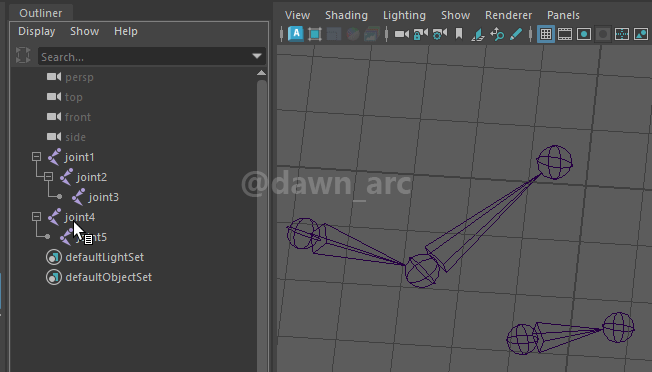 Outliner
Display Show Help
Search...
persp
top
front
side
joint1
joint2
joint3
joint4
joint5
defaultLightSet
defaultObjectSet
View Shading Lighting Show Renderer Panels
A
@dawn_arc